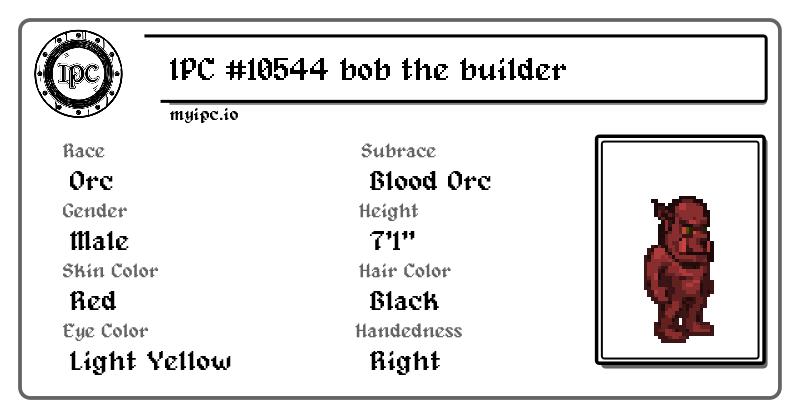 IPC
IPC #10544 bob the builder
myipc.io
Race
Orc
Subrace
Blood Orc
Gender
Male
Height
7'1"
Skin Color
Red
Hair Color
Black
Eye Color
Light Yellow
Handedness
Right